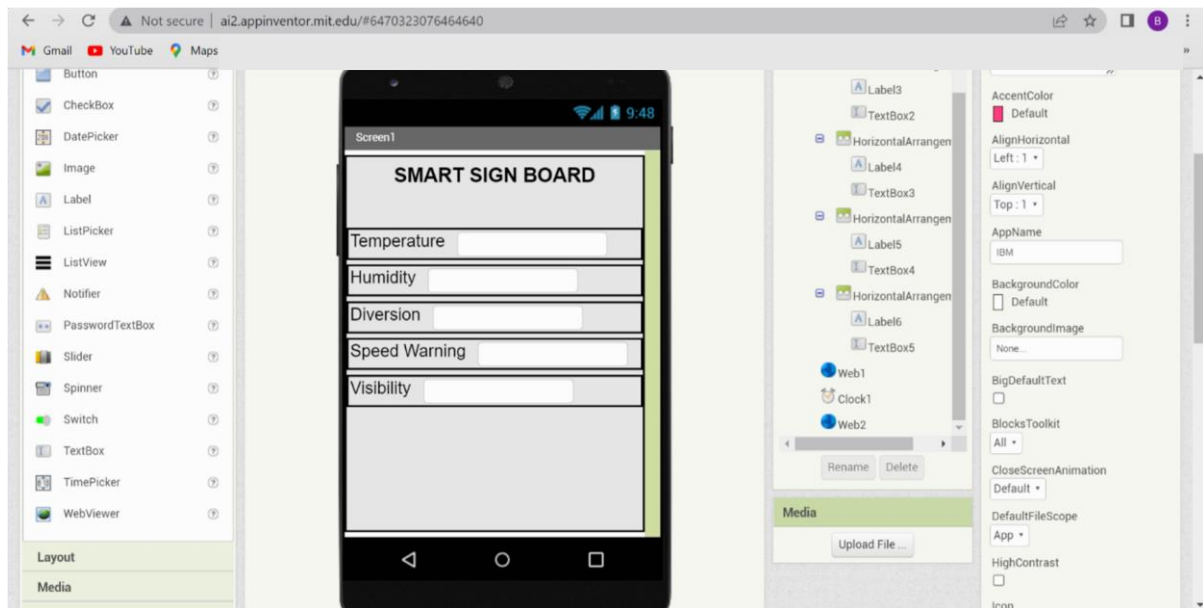 Not secure | ai2.appinventor.mit.edu/#6470323076464640
B
Gmail YouTube Maps
»
Button
CheckBox
DatePicker
Image
Label
ListPicker
ListView
Notifier
PasswordTextBox
Slider
Spinner
Switch
TextBox
TimePicker
WebViewer
Layout
Media
9:48
Screen1
SMART SIGN BOARD
Temperature
Humidity
Diversion
Speed Warning
Visibility
Label3
TextBox2
HorizontalArrangen
Label4
TextBox3
HorizontalArrangen
Label5
TextBox4
HorizontalArrangen
Label6
TextBox5
Web1
Clock1
Web2
Rename Delete
Media
Upload File ...
AccentColor
Default
AlignHorizontal
Left : 1
AlignVertical
Top : 1
AppName
IBM
BackgroundColor
Default
BackgroundImage
None...
BigDefaultText
BlocksToolkit
All
CloseScreenAnimation
Default
DefaultFileScope
App
HighContrast
Icon